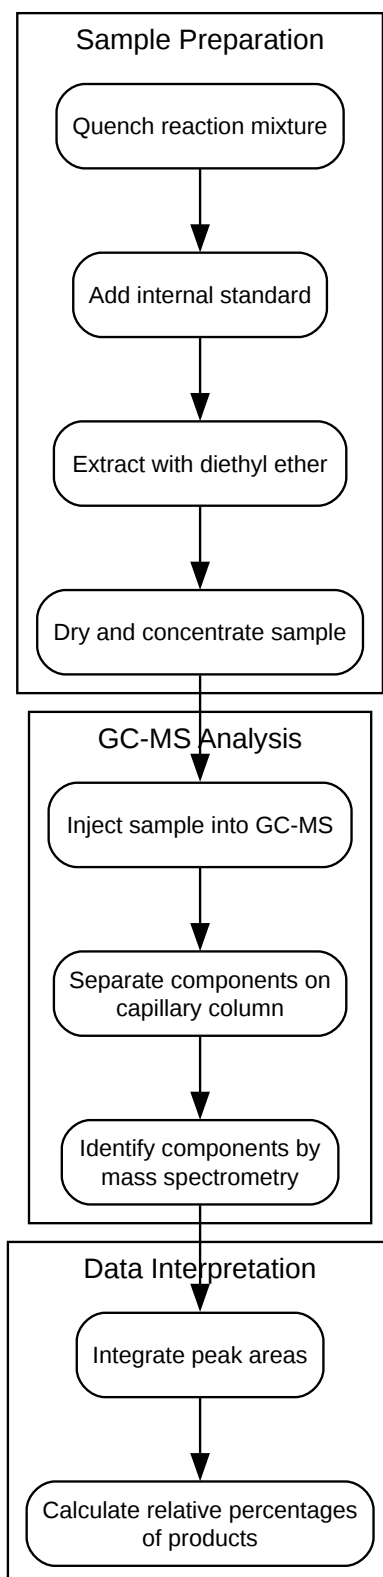 Sample Preparation
Quench reaction mixture
Add internal standard
Extract with diethyl ether
Dry and concentrate sample
GC-MS Analysis
Inject sample into GC-MS
Separate components on
capillary column
Identify components by
mass spectrometry
Data Interpretation
Integrate peak areas
Calculate relative percentages
of products